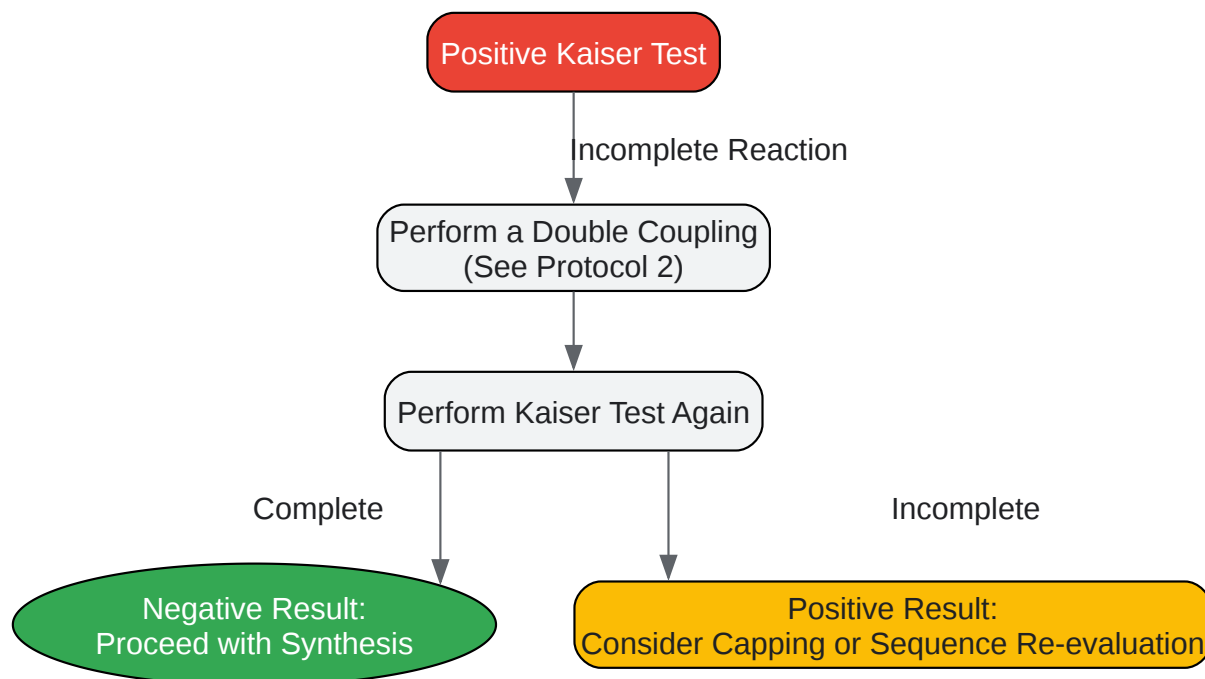 Positive Kaiser Test
Incomplete Reaction
Perform a Double Coupling
(See Protocol 2)
Perform Kaiser Test Again
Complete
Incomplete
Negative Result:
Proceed with Synthesis
Positive Result:
Consider Capping or Sequence Re-evaluation